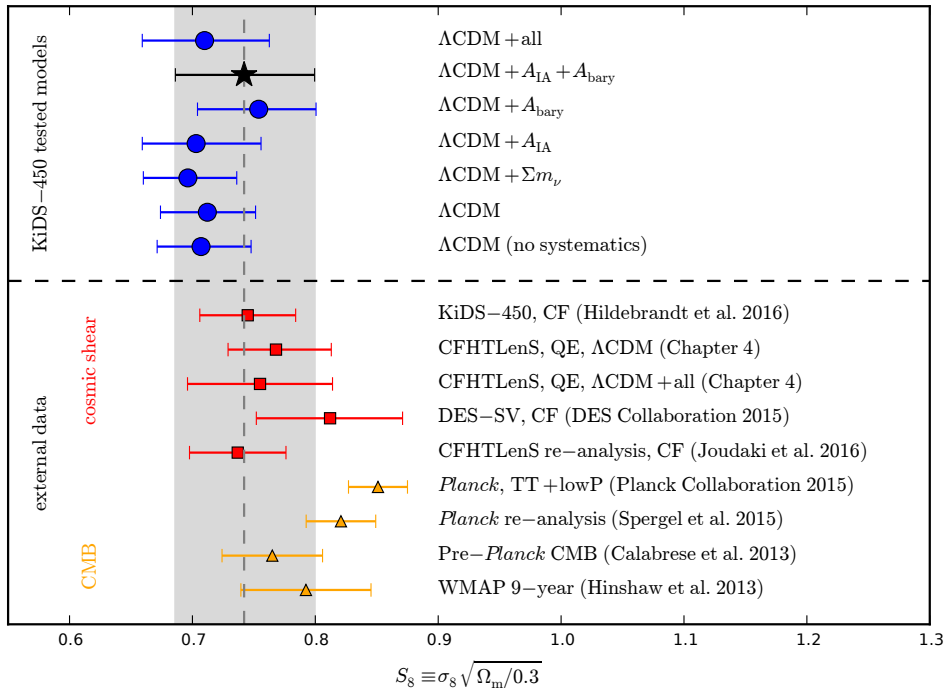 KiDS−450 tested models
ΛCDM+all
ΛCDM+A_IA+A_bary
ΛCDM+A_bary
ΛCDM+A_IA
ΛCDM+Σm_ν
ΛCDM
ΛCDM (no systematics)
external data
cosmic shear
KiDS−450, CF (Hildebrandt et al. 2016)
CFHTLenS, QE, ΛCDM (Chapter 4)
CFHTLenS, QE, ΛCDM+all (Chapter 4)
DES−SV, CF (DES Collaboration 2015)
CFHTLenS re−analysis, CF (Joudaki et al. 2016)
CMB
Planck, TT+lowP (Planck Collaboration 2015)
Planck re−analysis (Spergel et al. 2015)
Pre−Planck CMB (Calabrese et al. 2013)
WMAP 9−year (Hinshaw et al. 2013)
0.6 0.7 0.8 0.9 1.0 1.1 1.2 1.3
S_8 ≡σ_8√Ω_m/0.3